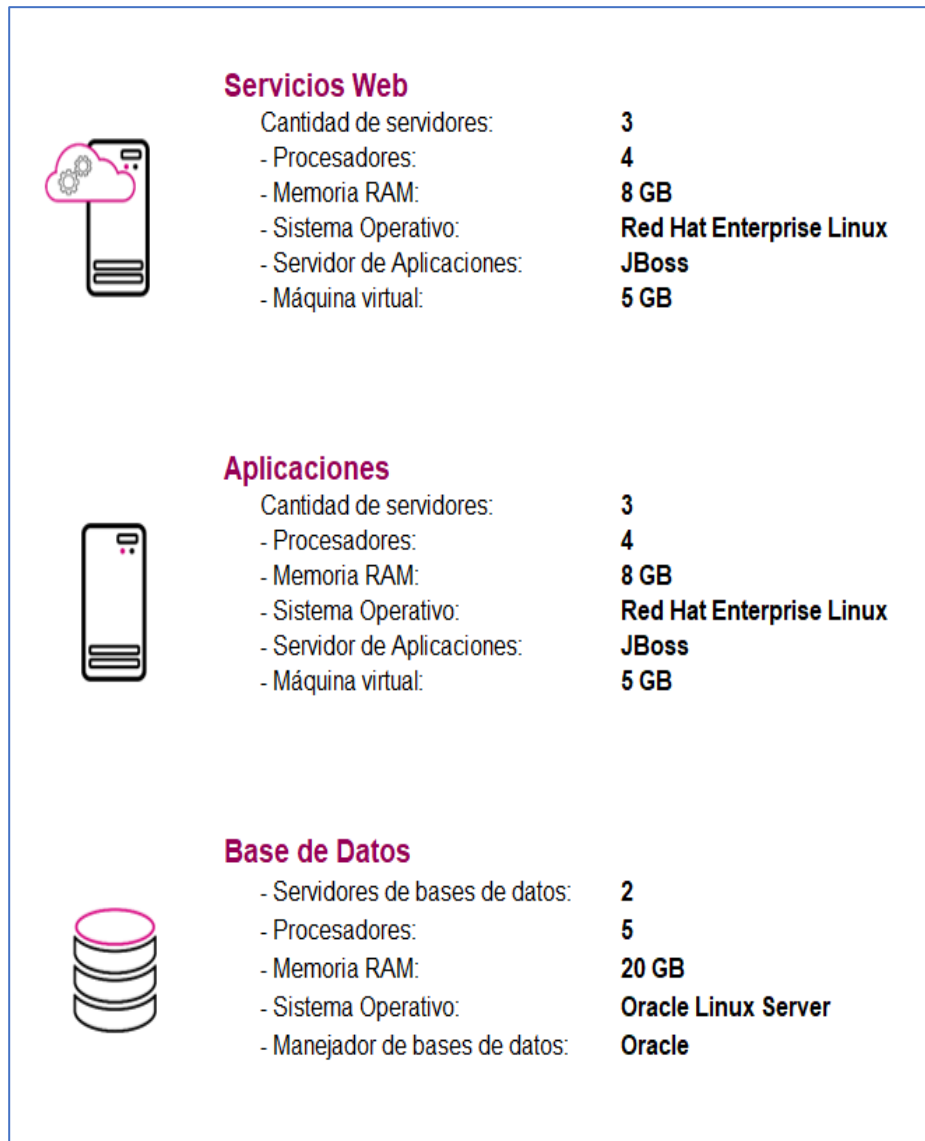 Servicios Web
Cantidad de servidores: 3
- Procesadores: 4
- Memoria RAM: 8 GB
- Sistema Operativo: Red Hat Enterprise Linux
- Servidor de Aplicaciones: JBoss
- Máquina virtual: 5 GB
Aplicaciones
Cantidad de servidores: 3
- Procesadores: 4
- Memoria RAM: 8 GB
- Sistema Operativo: Red Hat Enterprise Linux
- Servidor de Aplicaciones: JBoss
- Máquina virtual: 5 GB
Base de Datos
- Servidores de bases de datos: 2
- Procesadores: 5
- Memoria RAM: 20 GB
- Sistema Operativo: Oracle Linux Server
- Manejador de bases de datos: Oracle